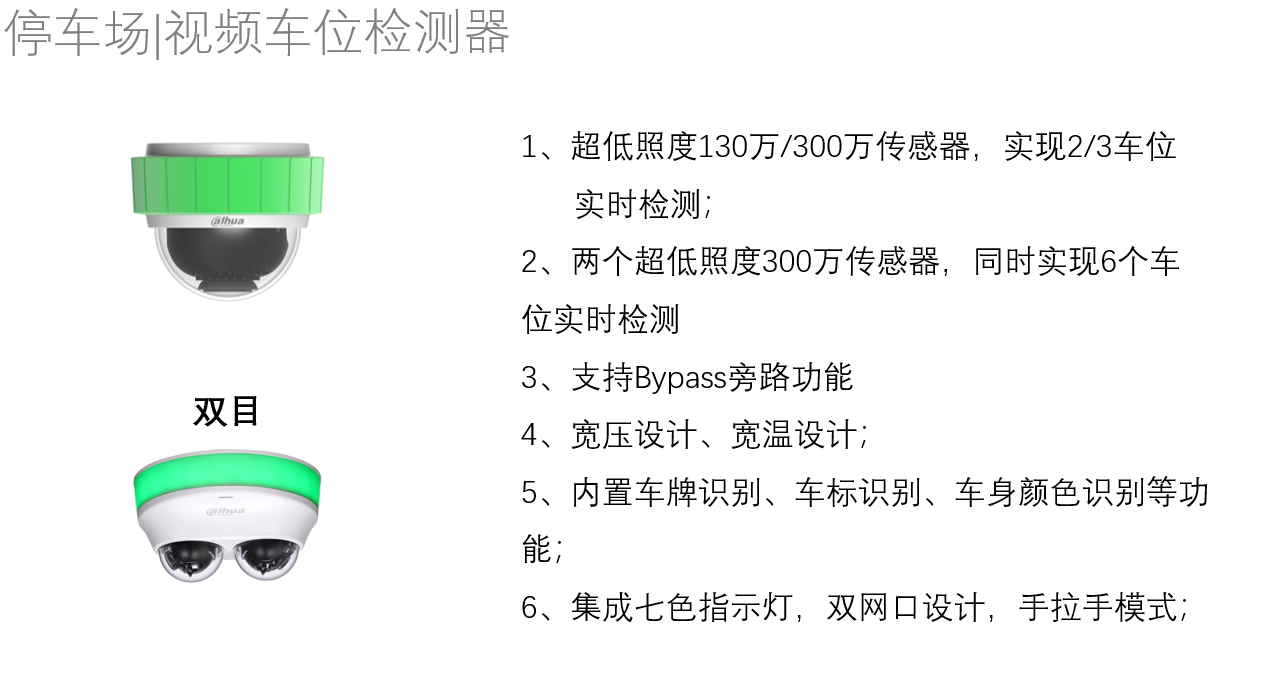 停车场|视频车位检测器
alhua
双目
alhua
1、超低照度130万/300万传感器，实现2/3车位
实时检测；
2、两个超低照度300万传感器，同时实现6个车
位实时检测
3、支持Bypass旁路功能
4、宽压设计、宽温设计；
5、内置车牌识别、车标识别、车身颜色识别等功
能；
6、集成七色指示灯，双网口设计，手拉手模式；